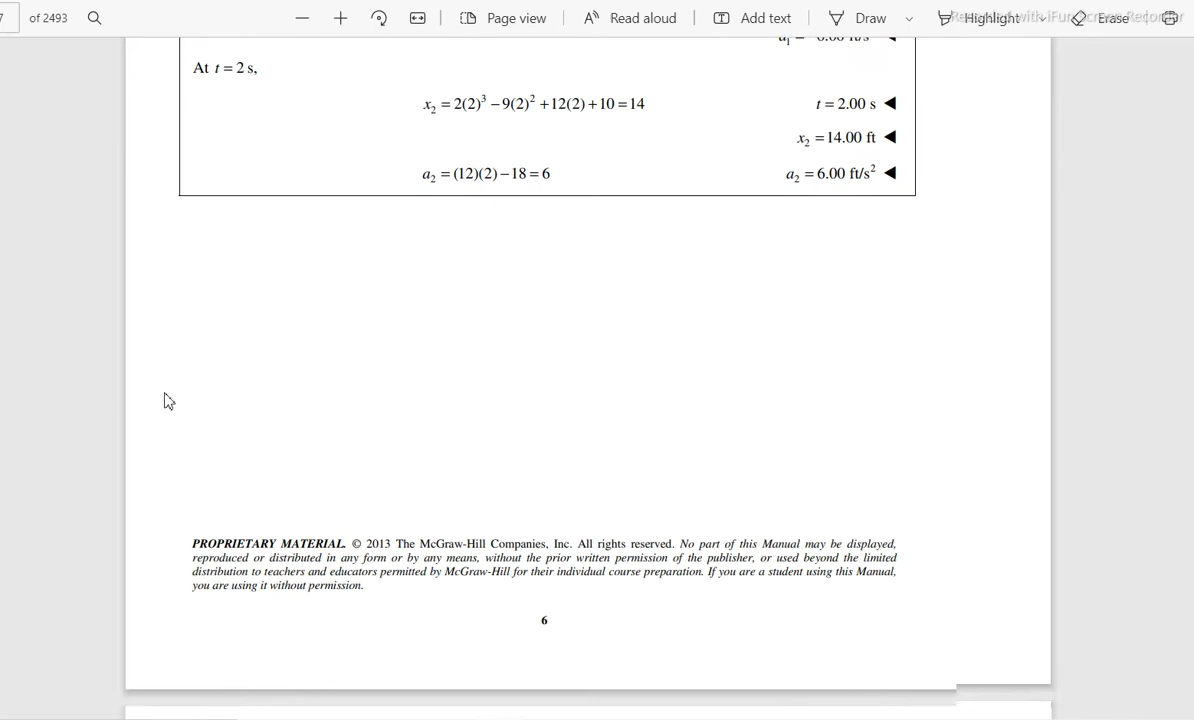 of 2493 Page view Read aloud Add text Draw Highlight Erase
Recorded with iFun Screen Recorder
At t = 2 s,
x₂ = 2(2)³ − 9(2)² + 12(2) + 10 = 14 t = 2.00 s ◀
x₂ = 14.00 ft ◀
a₂ = (12)(2) − 18 = 6 a₂ = 6.00 ft/s² ◀
PROPRIETARY MATERIAL. © 2013 The McGraw-Hill Companies, Inc. All rights reserved. No part of this Manual may be displayed,
reproduced or distributed in any form or by any means, without the prior written permission of the publisher, or used beyond the limited
distribution to teachers and educators permitted by McGraw-Hill for their individual course preparation. If you are a student using this Manual,
you are using it without permission.
6